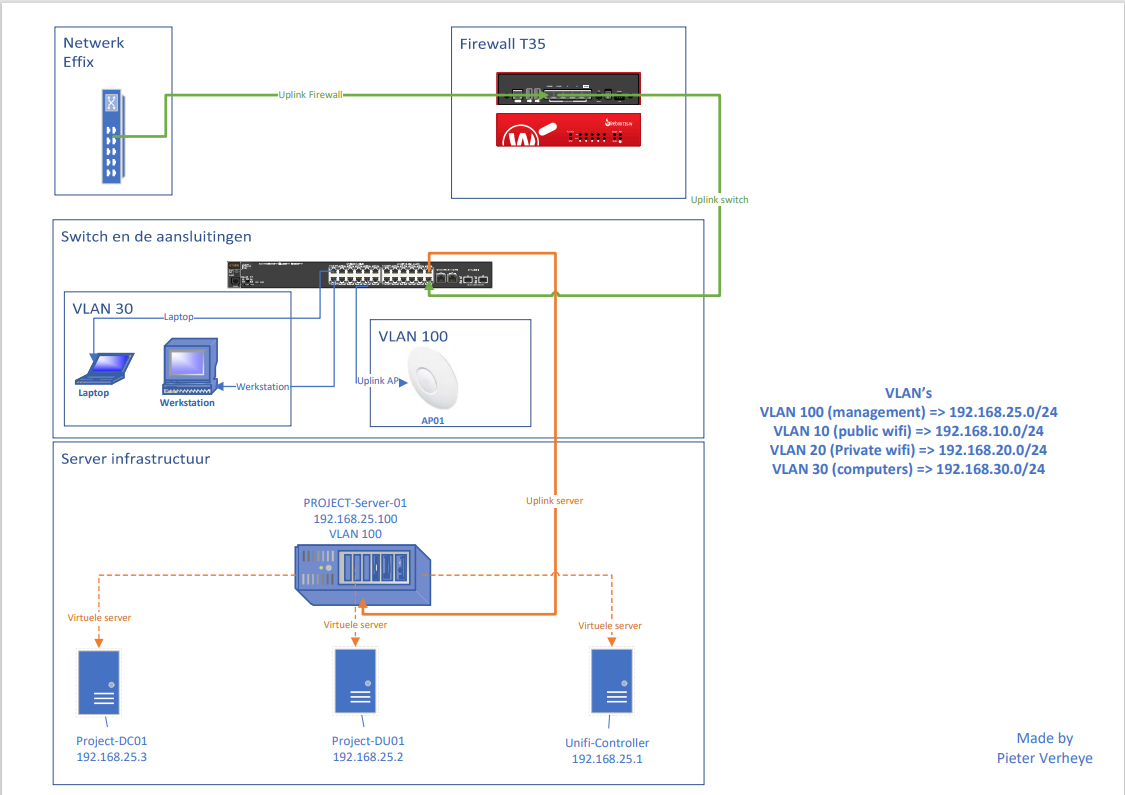 Netwerk
Effix
Firewall T35
Uplink Firewall
Uplink switch
Switch en de aansluitingen
VLAN 30
Laptop
Laptop
Workstation
Workstation
VLAN 100
Uplink AP
AP01
VLAN's
VLAN 100 (management) => 192.168.25.0/24
VLAN 10 (public wifi) => 192.168.10.0/24
VLAN 20 (Private wifi) => 192.168.20.0/24
VLAN 30 (computers) => 192.168.30.0/24
Server infrastructuur
Uplink server
PROJECT-Server-01
192.168.25.100
VLAN 100
Virtuele server
Virtuele server
Virtuele server
Project-DC01
192.168.25.3
Project-DU01
192.168.25.2
Unifi-Controller
192.168.25.1
Made by
Pieter Verheye